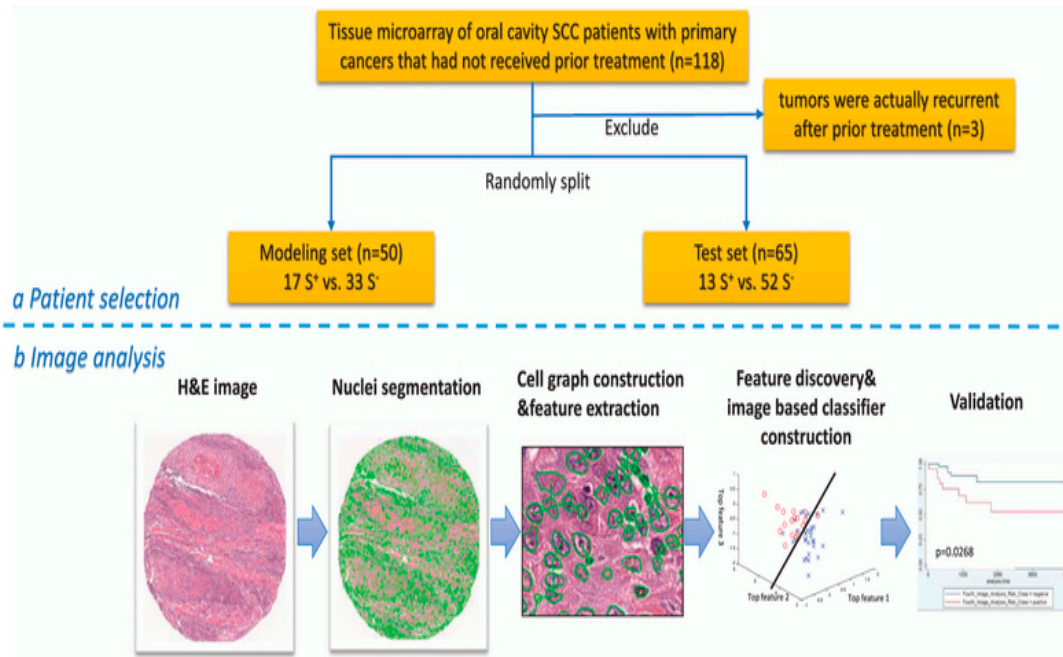 Tissue microarray of oral cavity SCC patients with primary
cancers that had not received prior treatment (n=118)
Exclude
tumors were actually recurrent
after prior treatment (n=3)
Randomly split
Modeling set (n=50)
17 S⁺ vs. 33 S⁻
Test set (n=65)
13 S⁺ vs. 52 S⁻
a Patient selection
b Image analysis
H&E image
Nuclei segmentation
Cell graph construction
&feature extraction
Feature discovery&
image based classifier
construction
Validation
Top feature 3
Top feature 2
Top feature 1
p=0.0268
analysis time